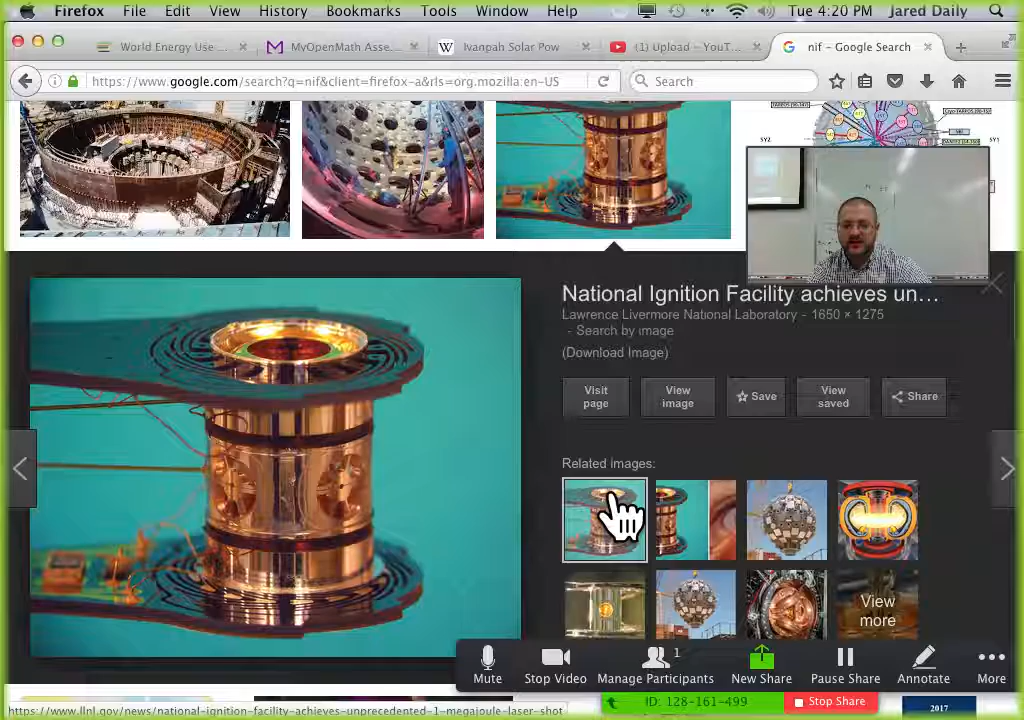 Firefox File Edit View History Bookmarks Tools Window Help Tue 4:20 PM Jared Daily
World Energy Use ... MyOpenMath Asse... Ivanpah Solar Pow (1) Upload - YouT... nif - Google Search
https://www.google.com/search?q=nif&client=firefox-a&rls=org.mozilla:en-US Search
5Y2 5Y1
National Ignition Facility achieves un...
Lawrence Livermore National Laboratory - 1650 × 1275
- Search by image
(Download Image)
Visit page
View image
Save
View saved
Share
Related images:
View more
1
Mute Stop Video Manage Participants New Share Pause Share Annotate More
ID: 128-161-499 Stop Share
2017
https://www.llnl.gov/news/national-ignition-facility-achieves-unprecedented-1-megajoule-laser-shot